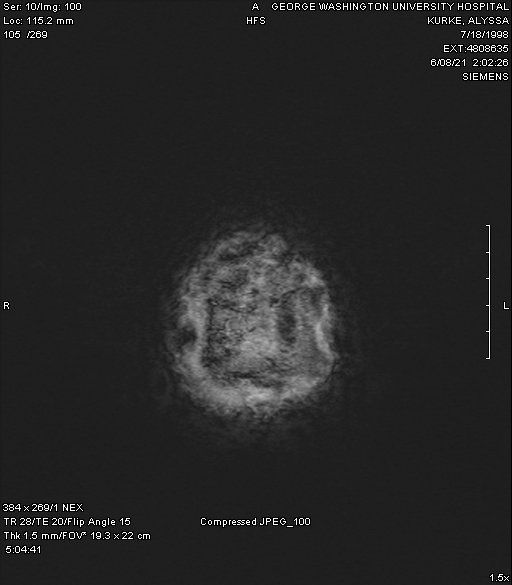 Ser: 10/Img: 100
Loc: 115.2 mm
105 /269
A GEORGE WASHINGTON UNIVERSITY HOSPITAL
HFS KURKE, ALYSSA
7/18/1998
EXT:4808635
6/08/21 2:02:26
SIEMENS
R
L
384 x 269/1 NEX
TR 28/TE 20/Flip Angle 15
Thk 1.5 mm/FOV* 19.3 x 22 cm
5:04:41
Compressed JPEG_100
1.5x